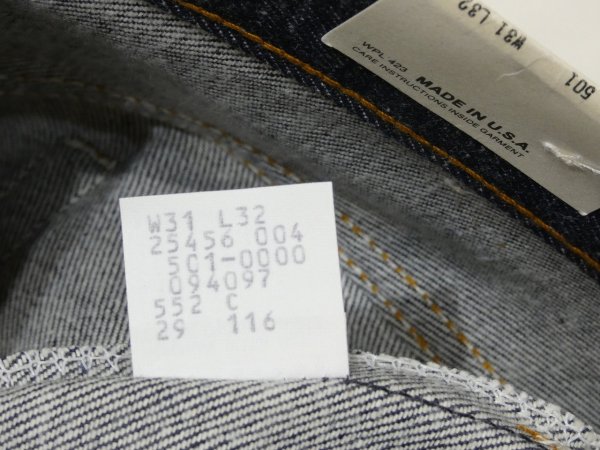 W31 L32
501
WPL 423
MADE IN U.S.A.
CARE INSTRUCTIONS INSIDE GARMENT
W31 L32
25456 004
501-0000
094097
552 C
29 116